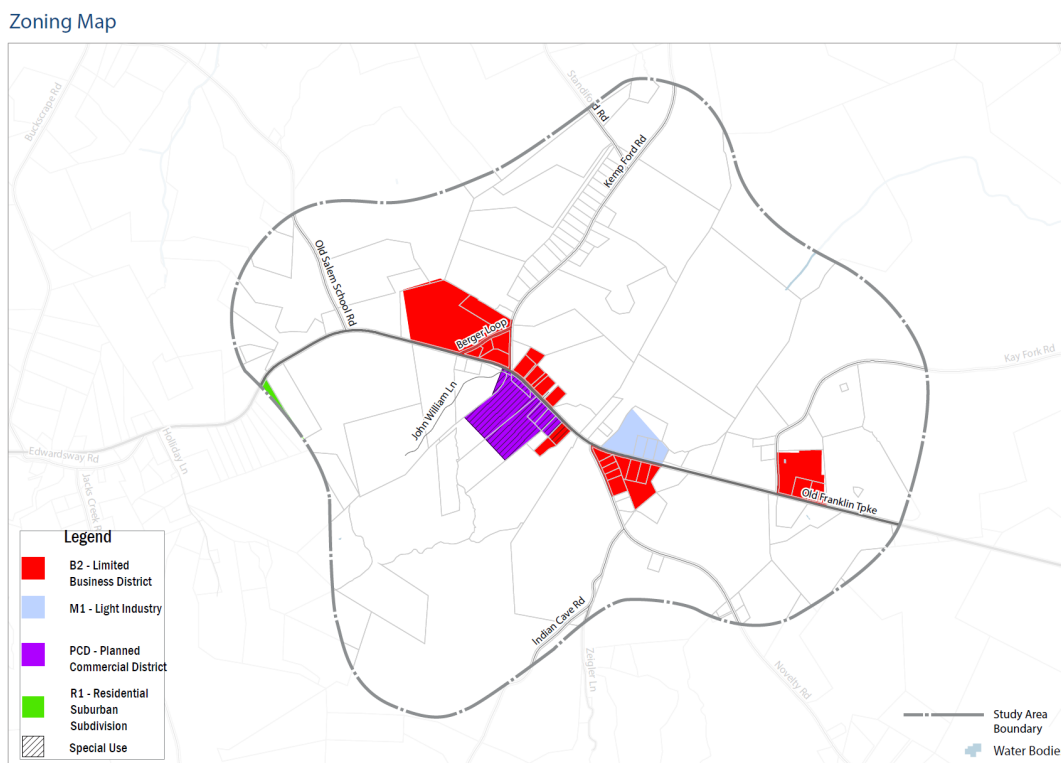 Zoning Map
Buckscrape Rd
Standiford Rd
Kemp Ford Rd
Old Salem School Rd
Berger Loop
Kay Fork Rd
John William Ln
Holliday Ln
Edwardsway Rd
Jacks Creek R
Old Franklin Tpke
Indian Cave Rd
Zeigler Ln
Novelty Rd
Legend
B2 - Limited
Business District
M1 - Light Industry
PCD - Planned
Commercial District
R1 - Residential
Suburban
Subdivision
Special Use
Study Area
Boundary
Water Bodie